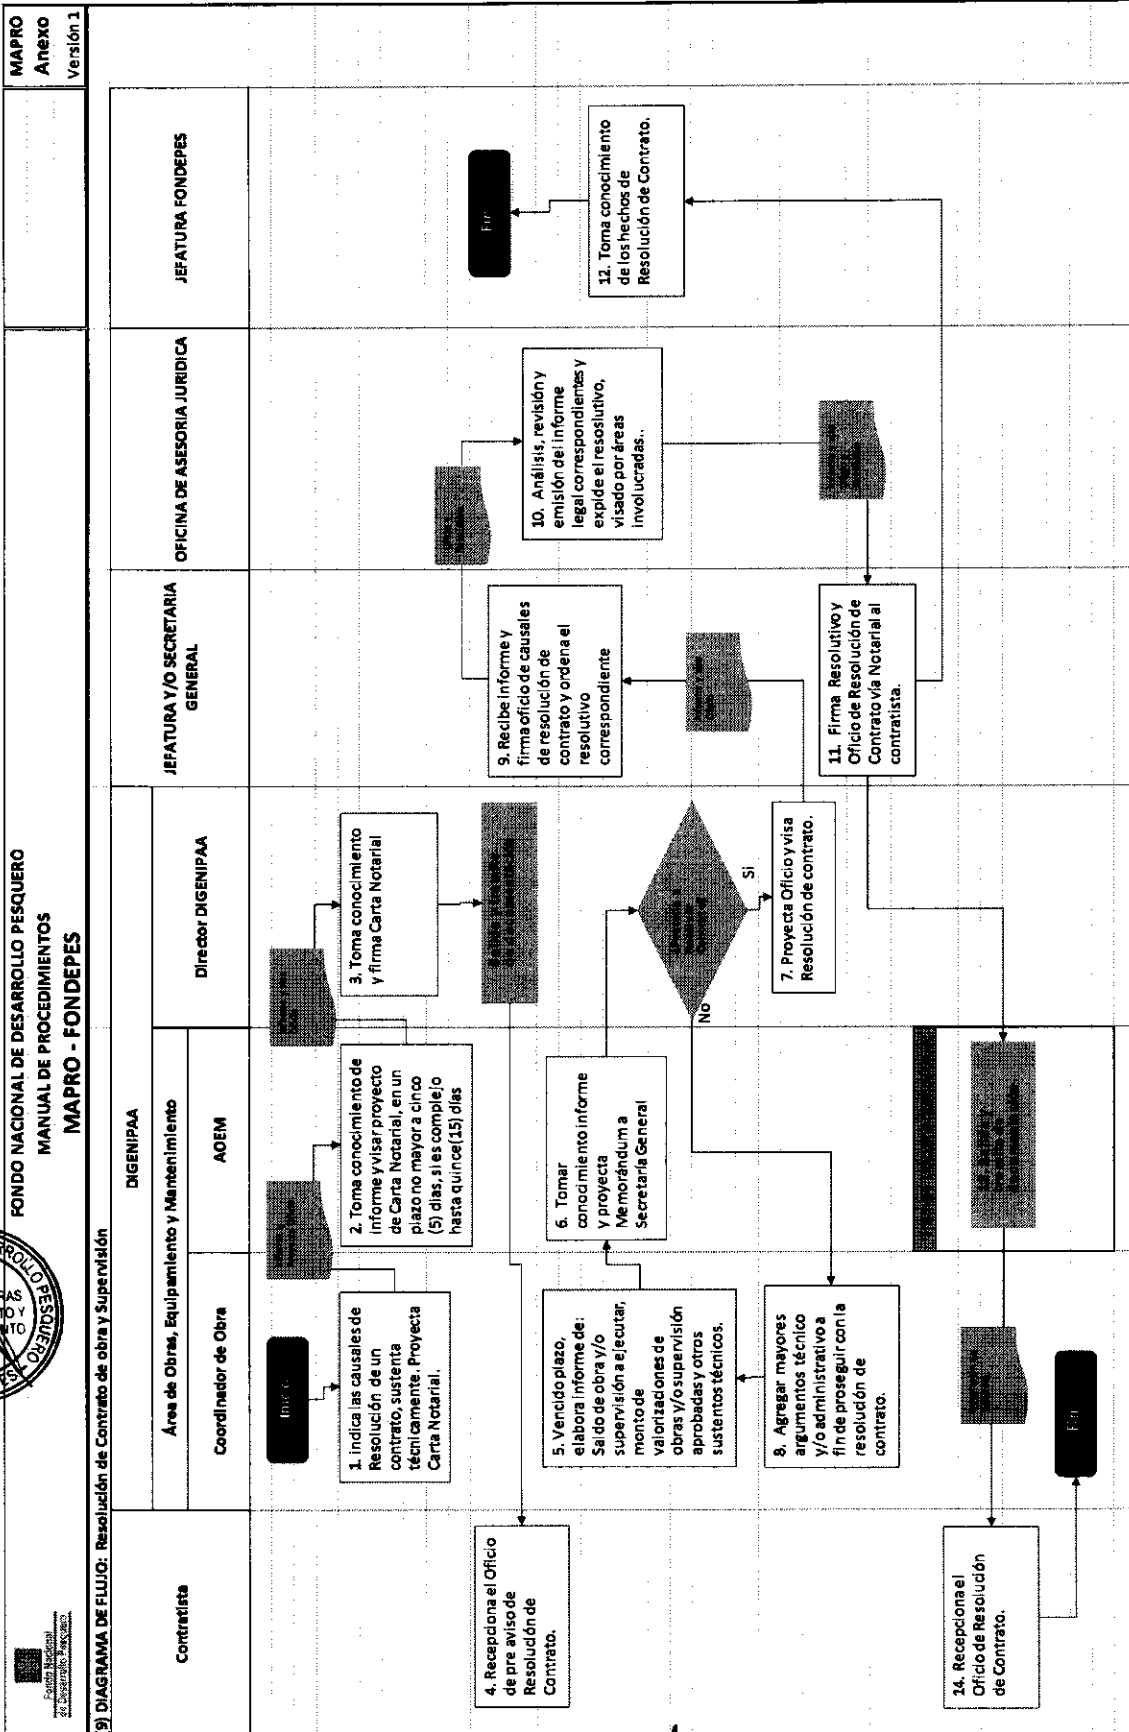 FONDO NACIONAL DE DESARROLLO PESQUERO
MANUAL DE PROCEDIMIENTOS
MAPRO - FONDEPES
MAPRO
Anexo
Versión 1
Fondo Nacional
de Desarrollo Pesquero
ROLLO PESQUERO
9) DIAGRAMA DE FLUJO: Resolución de Contrato de obra y Supervisión
Contratista
DIGENIPAA
Área de Obras, Equipamiento y Mantenimiento
Coordinador de Obra
AOEM
Director DIGENIPAA
JEFATURA Y/O SECRETARIA
GENERAL
OFICINA DE ASESORIA JURIDICA
JEFATURA FONDEPES
1. Indica las causales de
Resolución de un
contrato, sustenta
técnicamente. Proyecta
Carta Notarial.
2. Toma conocimiento de
informe y visar proyecto
de Carta Notarial, en un
plazo no mayor a cinco
(5) dias, si es complejo
hasta quince(15) días
3. Toma conocimiento
y firma Carta Notarial
4. Recepciona el Oficio
de pre aviso de
Resolución de
Contrato.
5. Vencido plazo,
elabora informe de:
Saldo de obra y/o
supervisión a ejecutar,
monto de
valorizaciones de
obras y/o supervisión
aprobadas y otros
sustentos técnicos.
6. Tomar
conocimiento informe
y proyecta
Memorándum a
Secretaría General
No
Si
7. Proyecta Oficio y visa
Resolución de contrato.
8. Agregar mayores
argumentos técnico
y/o administrativo a
fin de proseguir con la
resolución de
contrato.
9. Recibe informe y
firma oficio de causales
de resolución de
contrato y ordena el
resolutivo
correspondiente
10. Análisis, revisión y
emisión del informe
legal correspondientes y
expide el resoslutivo,
visado por áreas
involucradas..
11. Firma Resolutivo y
Oficio de Resolución de
Contrato vía Notarial al
contratista.
12. Toma conocimiento
de los hechos de
Resolución de Contrato.
Fin
14. Recepciona el
Oficio de Resolución
de Contrato.
Fin